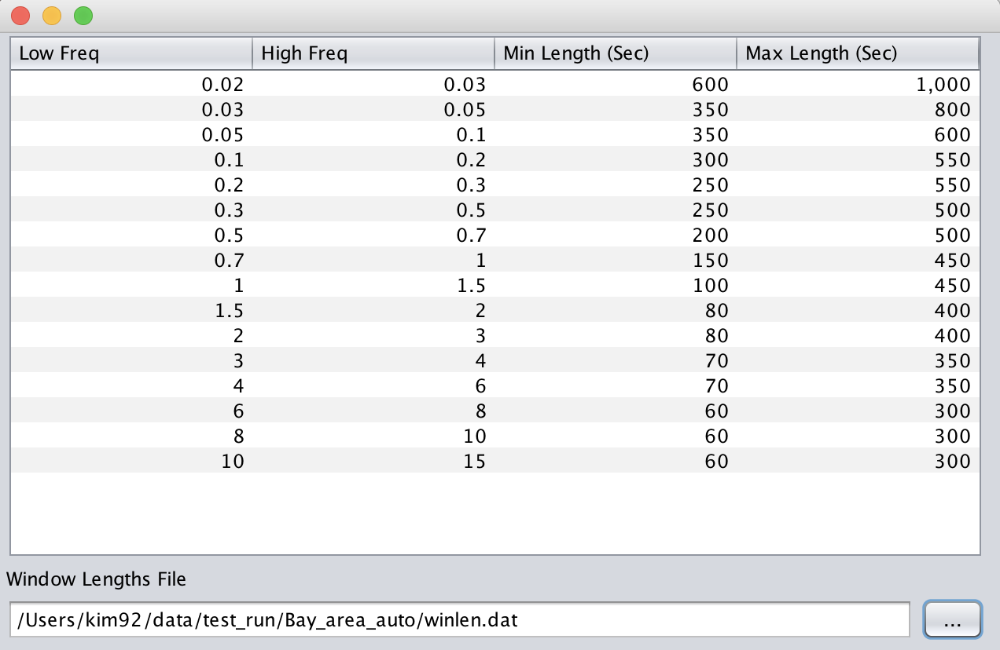 Low Freq High Freq Min Length (Sec) Max Length (Sec)
0.02 0.03 600 1,000
0.03 0.05 350 800
0.05 0.1 350 600
0.1 0.2 300 550
0.2 0.3 250 550
0.3 0.5 250 500
0.5 0.7 200 500
0.7 1 150 450
1 1.5 100 450
1.5 2 80 400
2 3 80 400
3 4 70 350
4 6 70 350
6 8 60 300
8 10 60 300
10 15 60 300
Window Lengths File
/Users/kim92/data/test_run/Bay_area_auto/winlen.dat ...